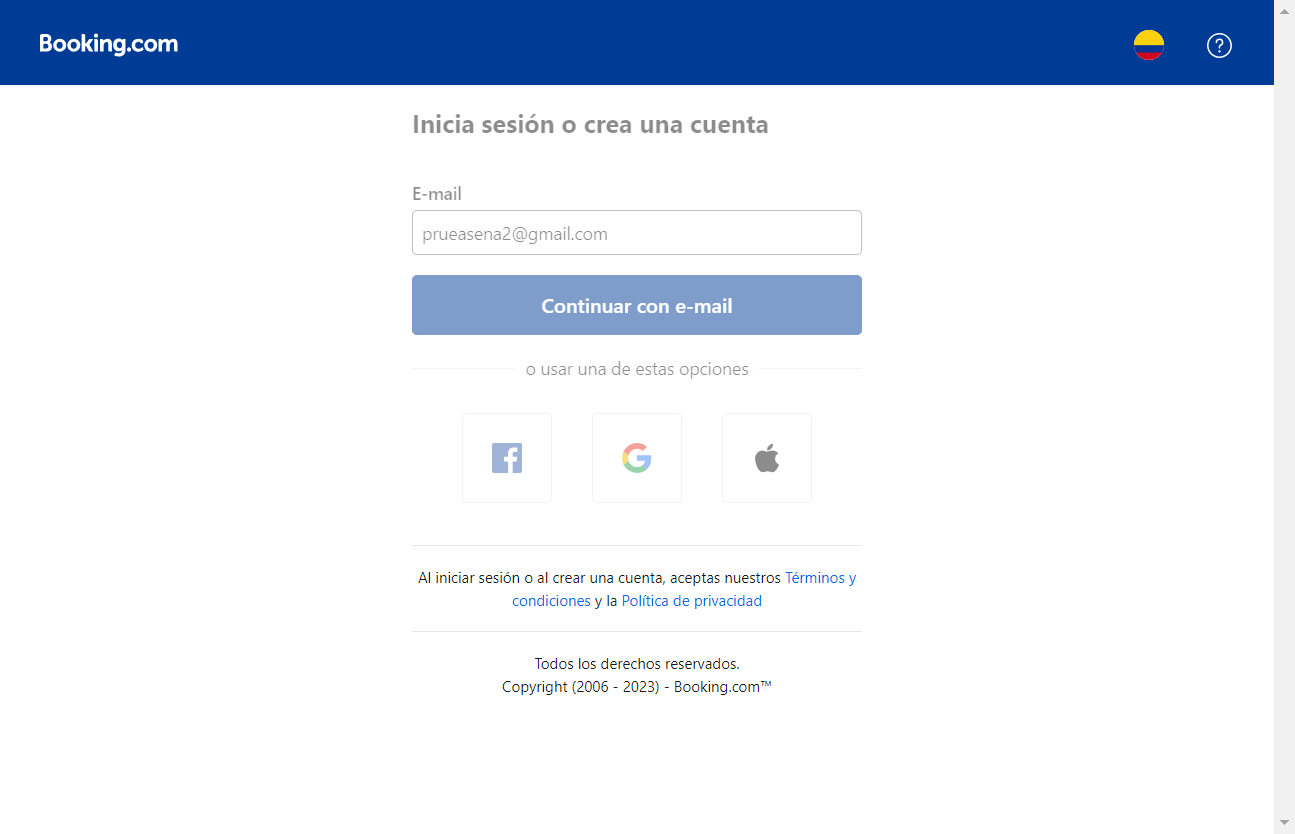 Booking.com
Inicia sesión o crea una cuenta
E-mail
prueasena2@gmail.com
Continuar con e-mail
o usar una de estas opciones
Al iniciar sesión o al crear una cuenta, aceptas nuestros Términos y
condiciones y la Política de privacidad
Todos los derechos reservados.
Copyright (2006 - 2023) - Booking.com™